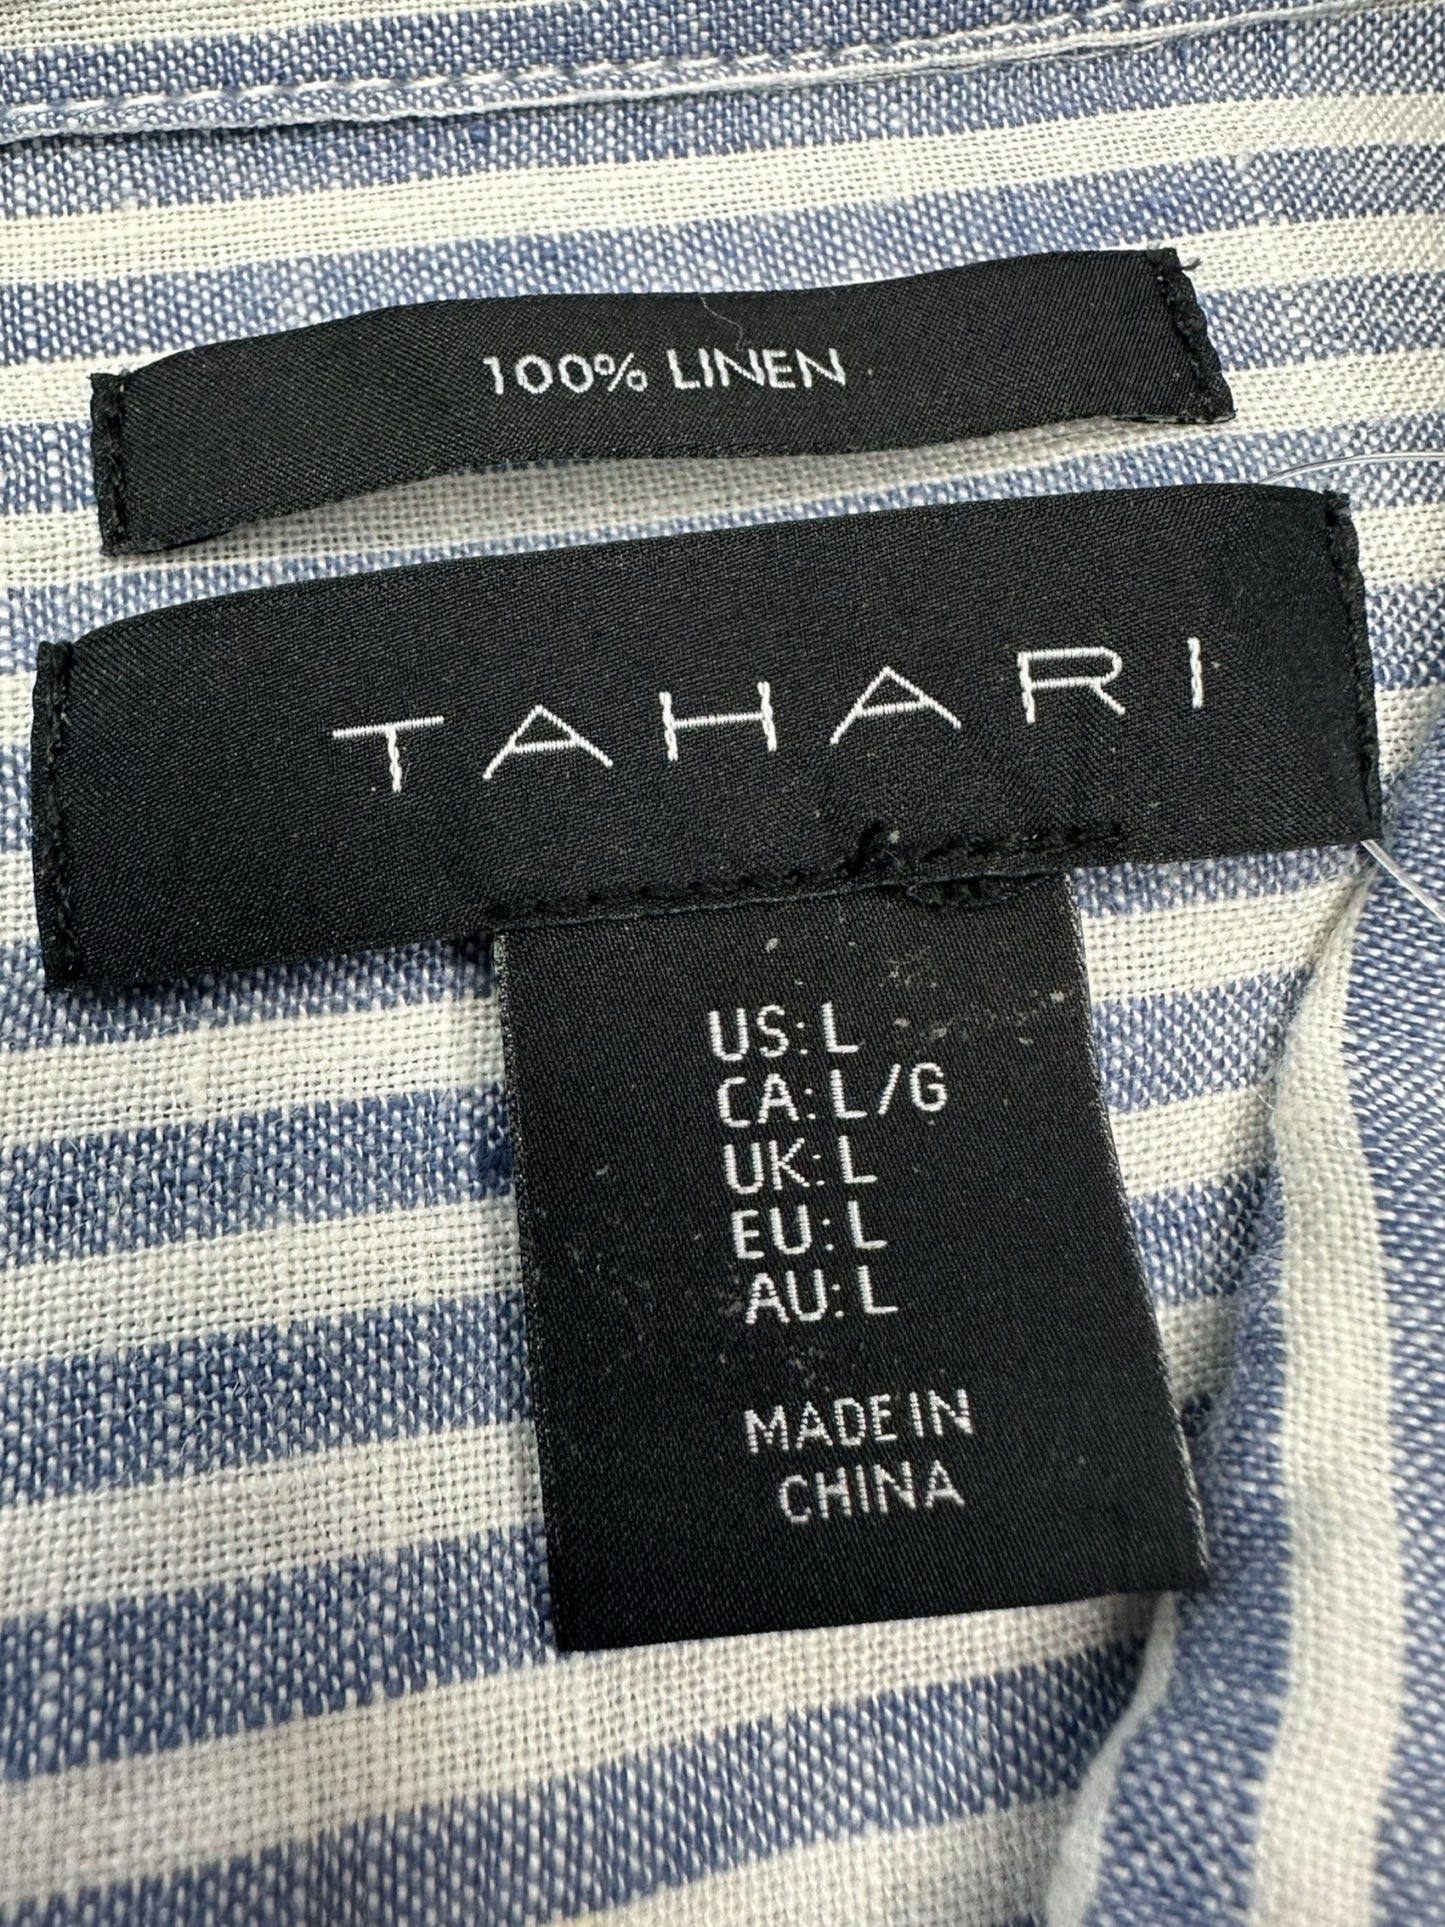 100% LINEN
TAHARI
US: L
CA: L/G
UK: L
EU: L
AU: L
MADE IN
CHINA